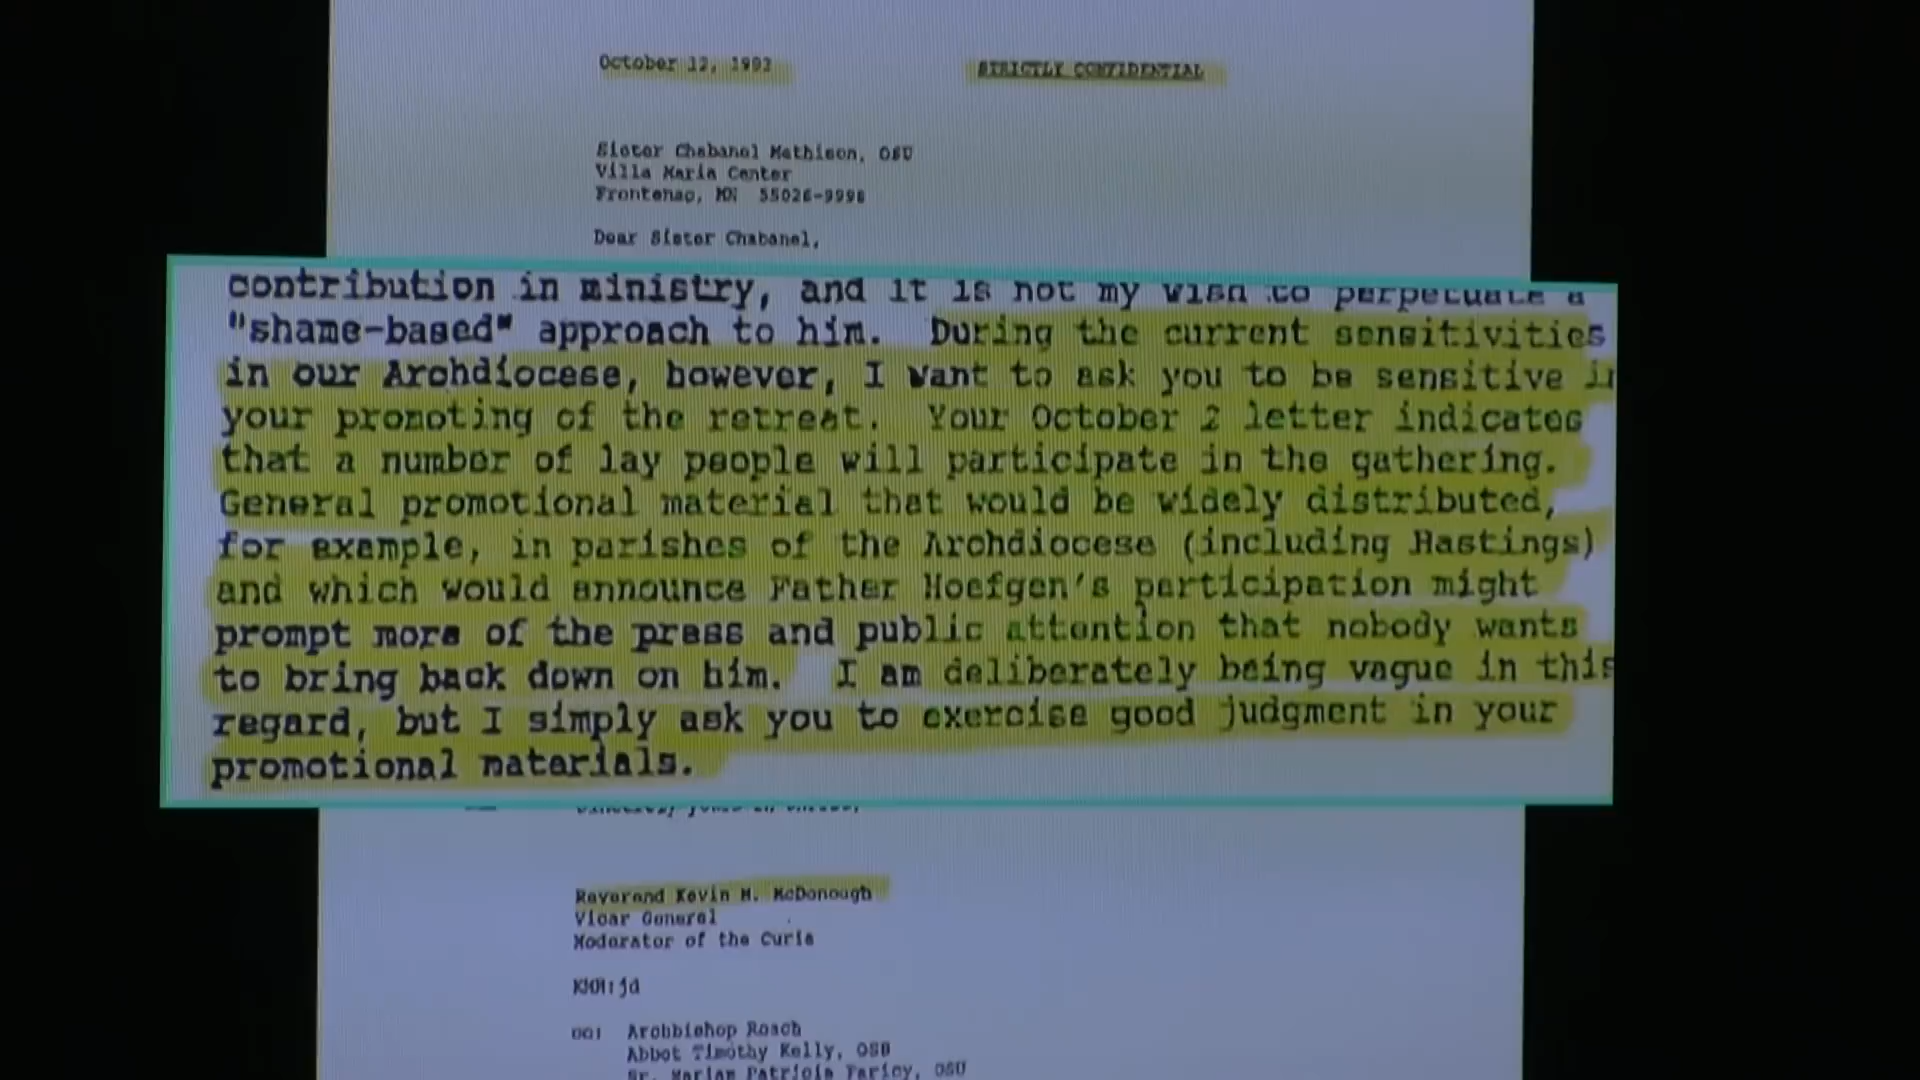 October 12, 1992
STRICTLY CONFIDENTIAL
Sister Chabanel Mathison, OSU
Villa Maria Center
Frontenac, MN 55026-9998
Dear Sister Chabanel,
contribution in ministry, and it is not my wish to perpetuate a
"shame-based" approach to him. During the current sensitivities
in our Archdiocese, however, I want to ask you to be sensitive in
your promoting of the retreat. Your October 2 letter indicates
that a number of lay people will participate in the gathering.
General promotional material that would be widely distributed,
for example, in parishes of the Archdiocese (including Hastings)
and which would announce Father Hoefgen's participation might
prompt more of the press and public attention that nobody wants
to bring back down on him. I am deliberately being vague in this
regard, but I simply ask you to exercise good judgment in your
promotional materials.
Reverend Kevin M. McDonough
Vicar General
Moderator of the Curia
KMM:jd
cc: Archbishop Roach
Abbot Timothy Kelly, OSB
Sr. Marian Patricia Faricy, OSU